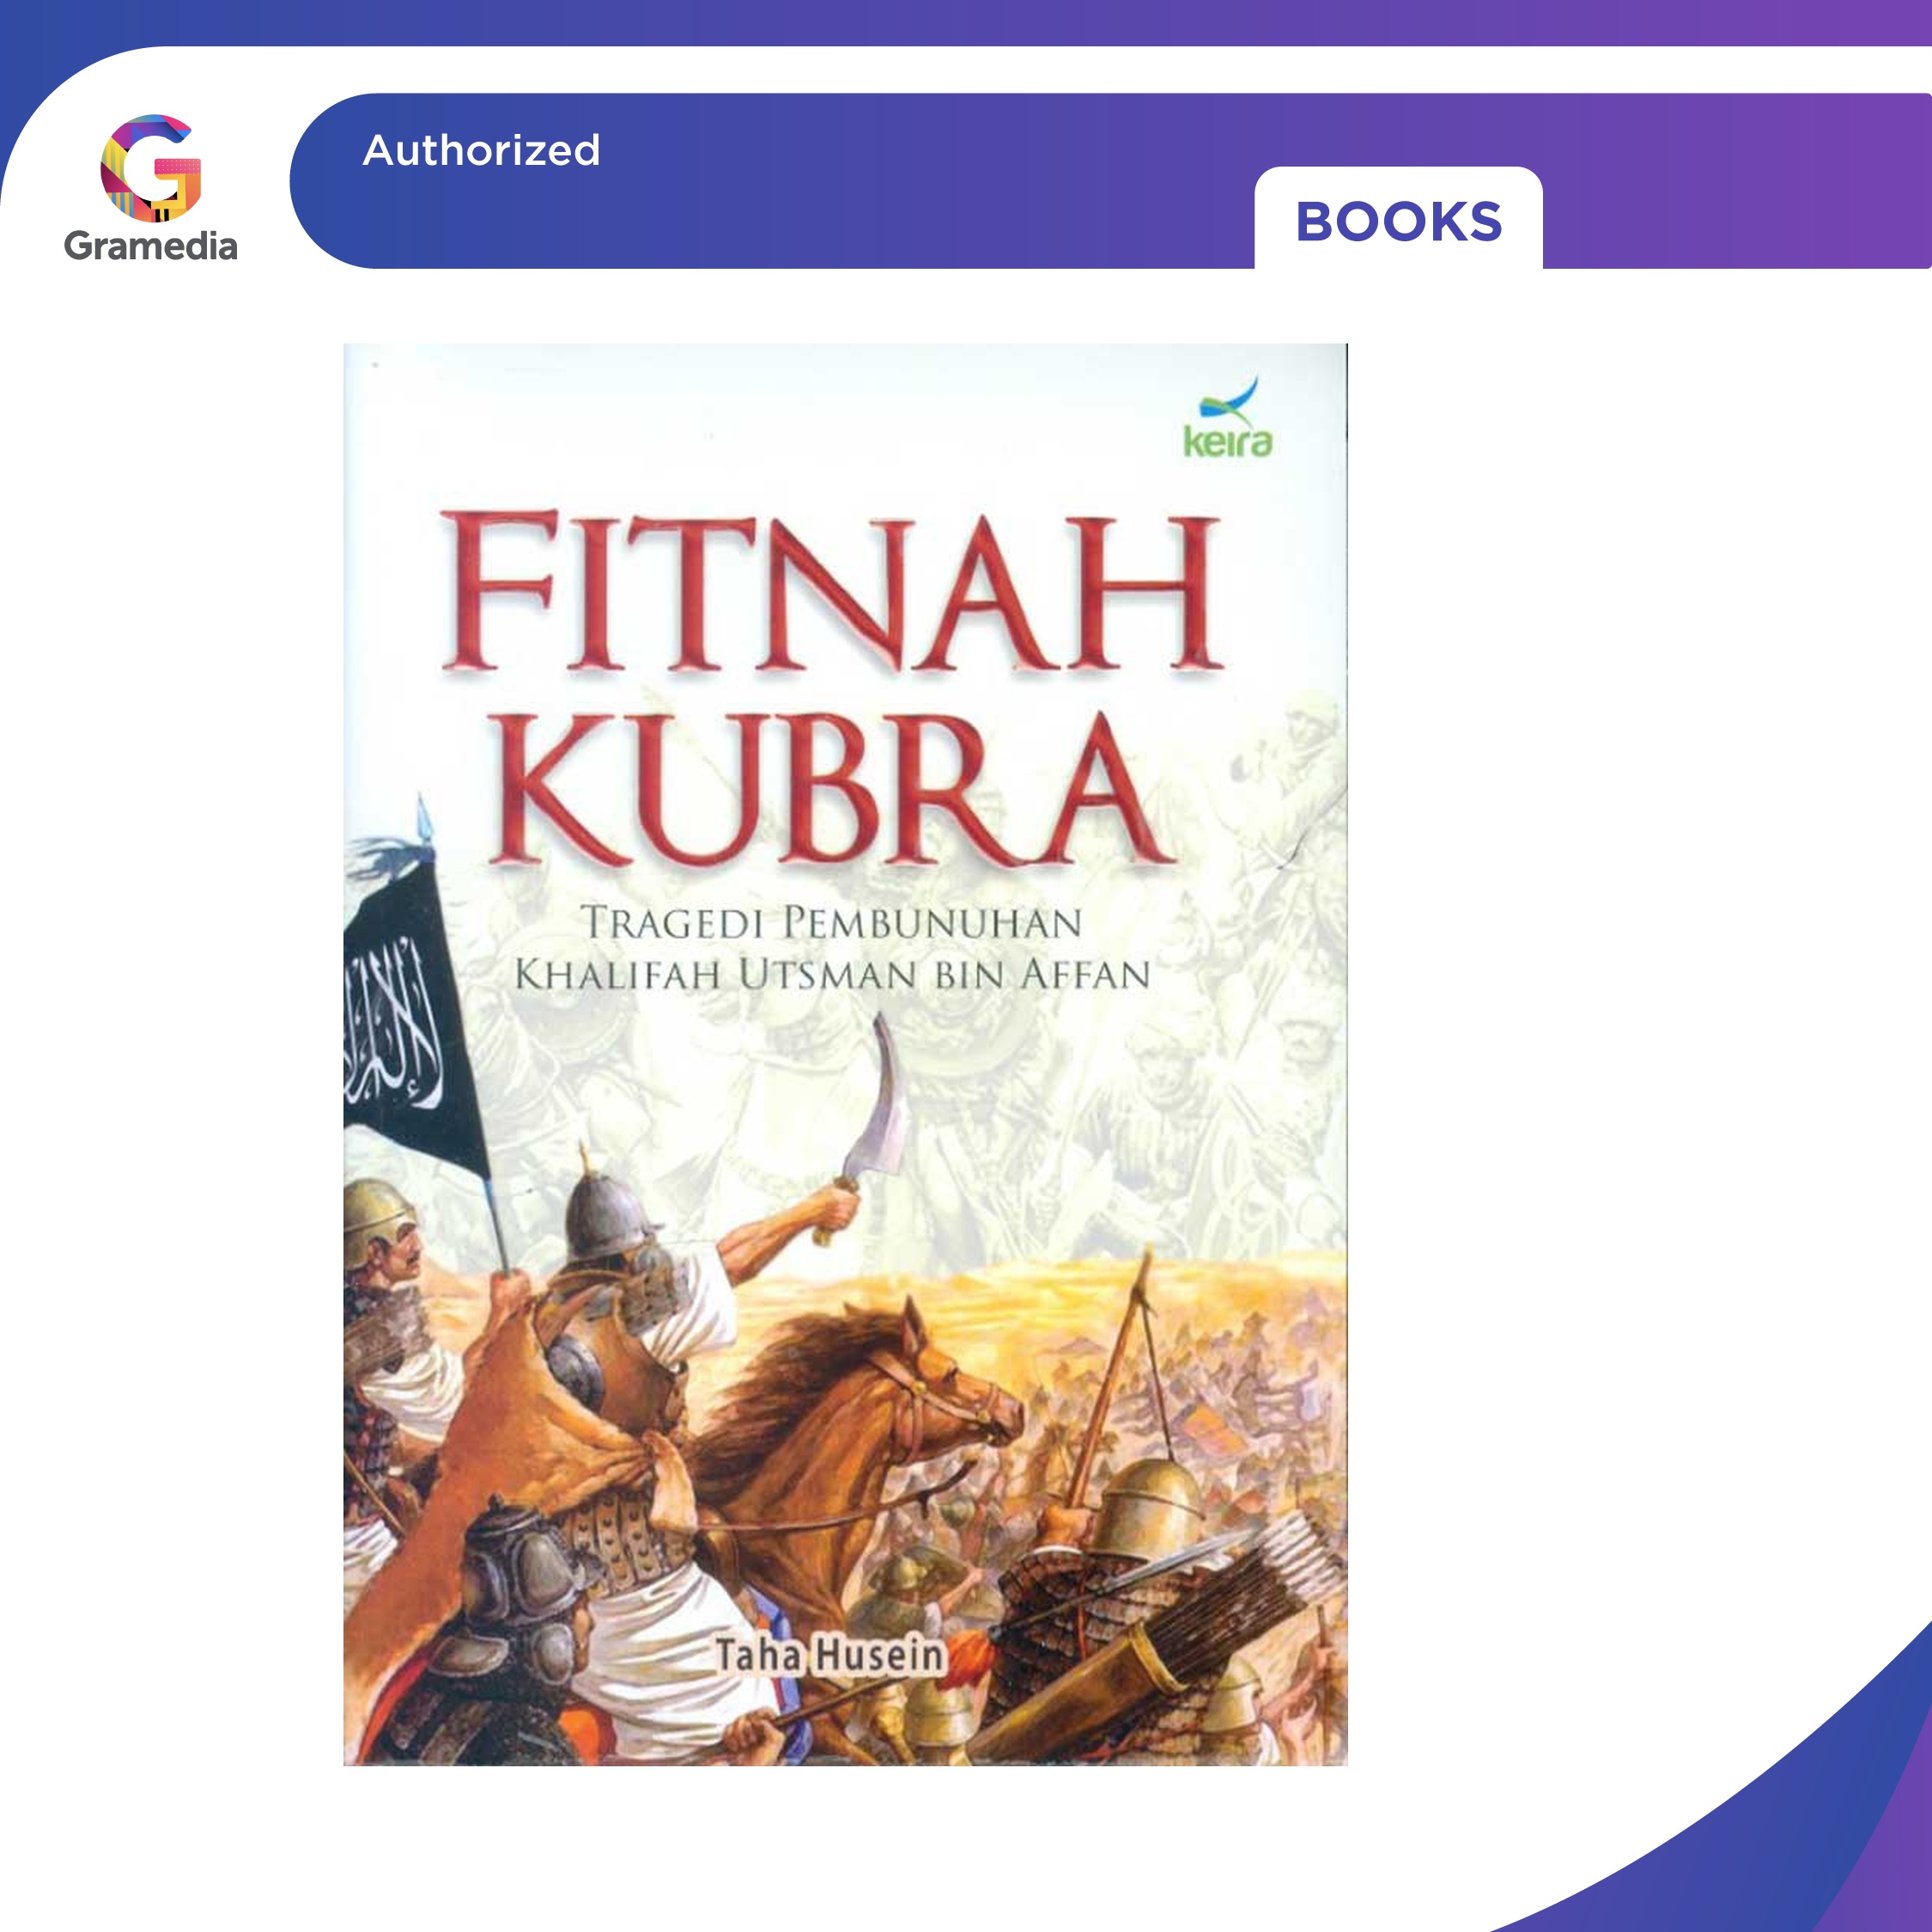 Gramedia
Authorized
BOOKS
keira
FITNAH
KUBRA
TRAGEDI PEMBUNUHAN
KHALIFAH UTSMAN BIN AFFAN
Taha Husein